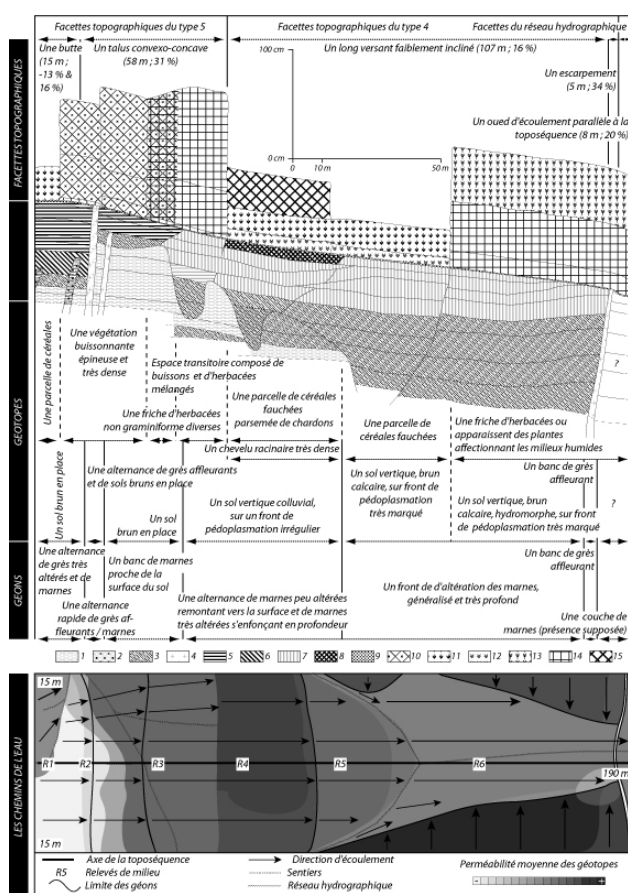 Facettes topographiques du type 5
Facettes topographiques du type 4
Facettes du réseau hydrographique
Une butte
(15 m ;
-13 % &
16 %)
Un talus convexo-concave
(58 m ; 31 %)
100 cm
Un long versant faiblement incliné (107 m ; 16 %)
Un escarpement
(5 m ; 34 %)
Un oued d'écoulement parallèle à la
toposéquence (8 m ; 20 %)
0 cm
0
10 m
50 m
FACETTES TOPOGRAPHIQUES
GÉOTOPES
Une parcelle de céréales
Une végétation
buissonnante
épineuse et
très dense
Espace transitoire composé de
buissons et d'herbacées
mélangés
Une friche d'herbacées
non graminiforme diverses
Une parcelle de céréales
fauchées
parsemée de chardons
Un chevelu racinaire très dense
Une parcelle de
céréales fauchées
Une friche d'herbacées ou
apparaissent des plantes
affectionnant les milieux humides
?
Un sol brun en place
Une alternance de grès affleurants
et de sols bruns en place
Un sol
brun en place
Un sol vertique colluvial,
sur un front de
pédoplasmation irrégulier
Un sol vertique, brun
calcaire, sur front de
pédoplasmation
très marqué
Un banc de grès
affleurant
Un sol vertique, brun
calcaire, hydromorphe, sur front
de pédoplasmation très marqué
?
GEONS
Une alternance
de grès très
altérés et de
marnes
Une alternance
rapide de grès af-
fleurants / marnes
Un banc de marnes
proche de la
surface du sol
Une alternance de marnes peu altérées
remontant vers la surface et de marnes
très altérées s'enfonçant en profondeur
Un front de d'altération des marnes,
généralisé et très profond
Un banc de grès
affleurant
Une couche de
marnes (présence supposée)
1 2 3 4 5 6 7 8 9 10 11 12 13 14 15
LES CHEMINS DE L'EAU
15 m
R1 R2 R3 R4 R5 R6
190 m
15 m
Axe de la toposéquence
R5 Relevés de milieu
Limite des géons
Direction d'écoulement
Sentiers
Réseau hydrographique
Perméabilité moyenne des géotopes
- +